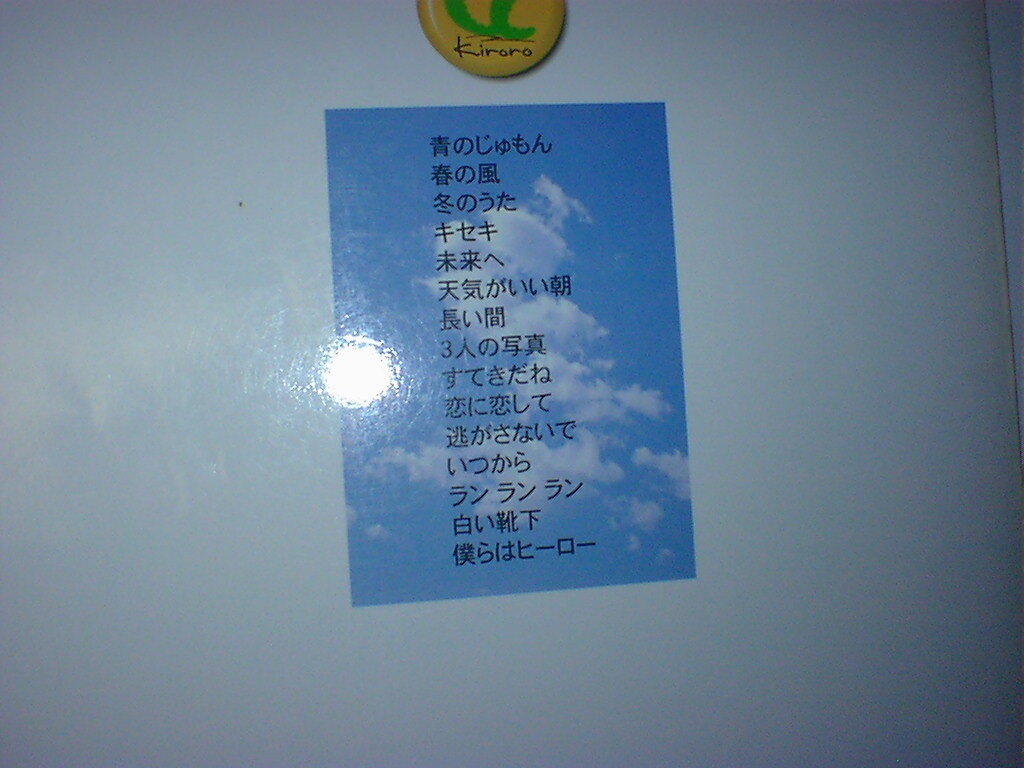 Kiroro
青のじゅもん
春の風
冬のうた
キセキ
未来へ
天気がいい朝
長い間
3人の写真
すてきだね
恋に恋して
逃がさないで
いつから
ラン ラン ラン
白い靴下
僕らはヒーロー